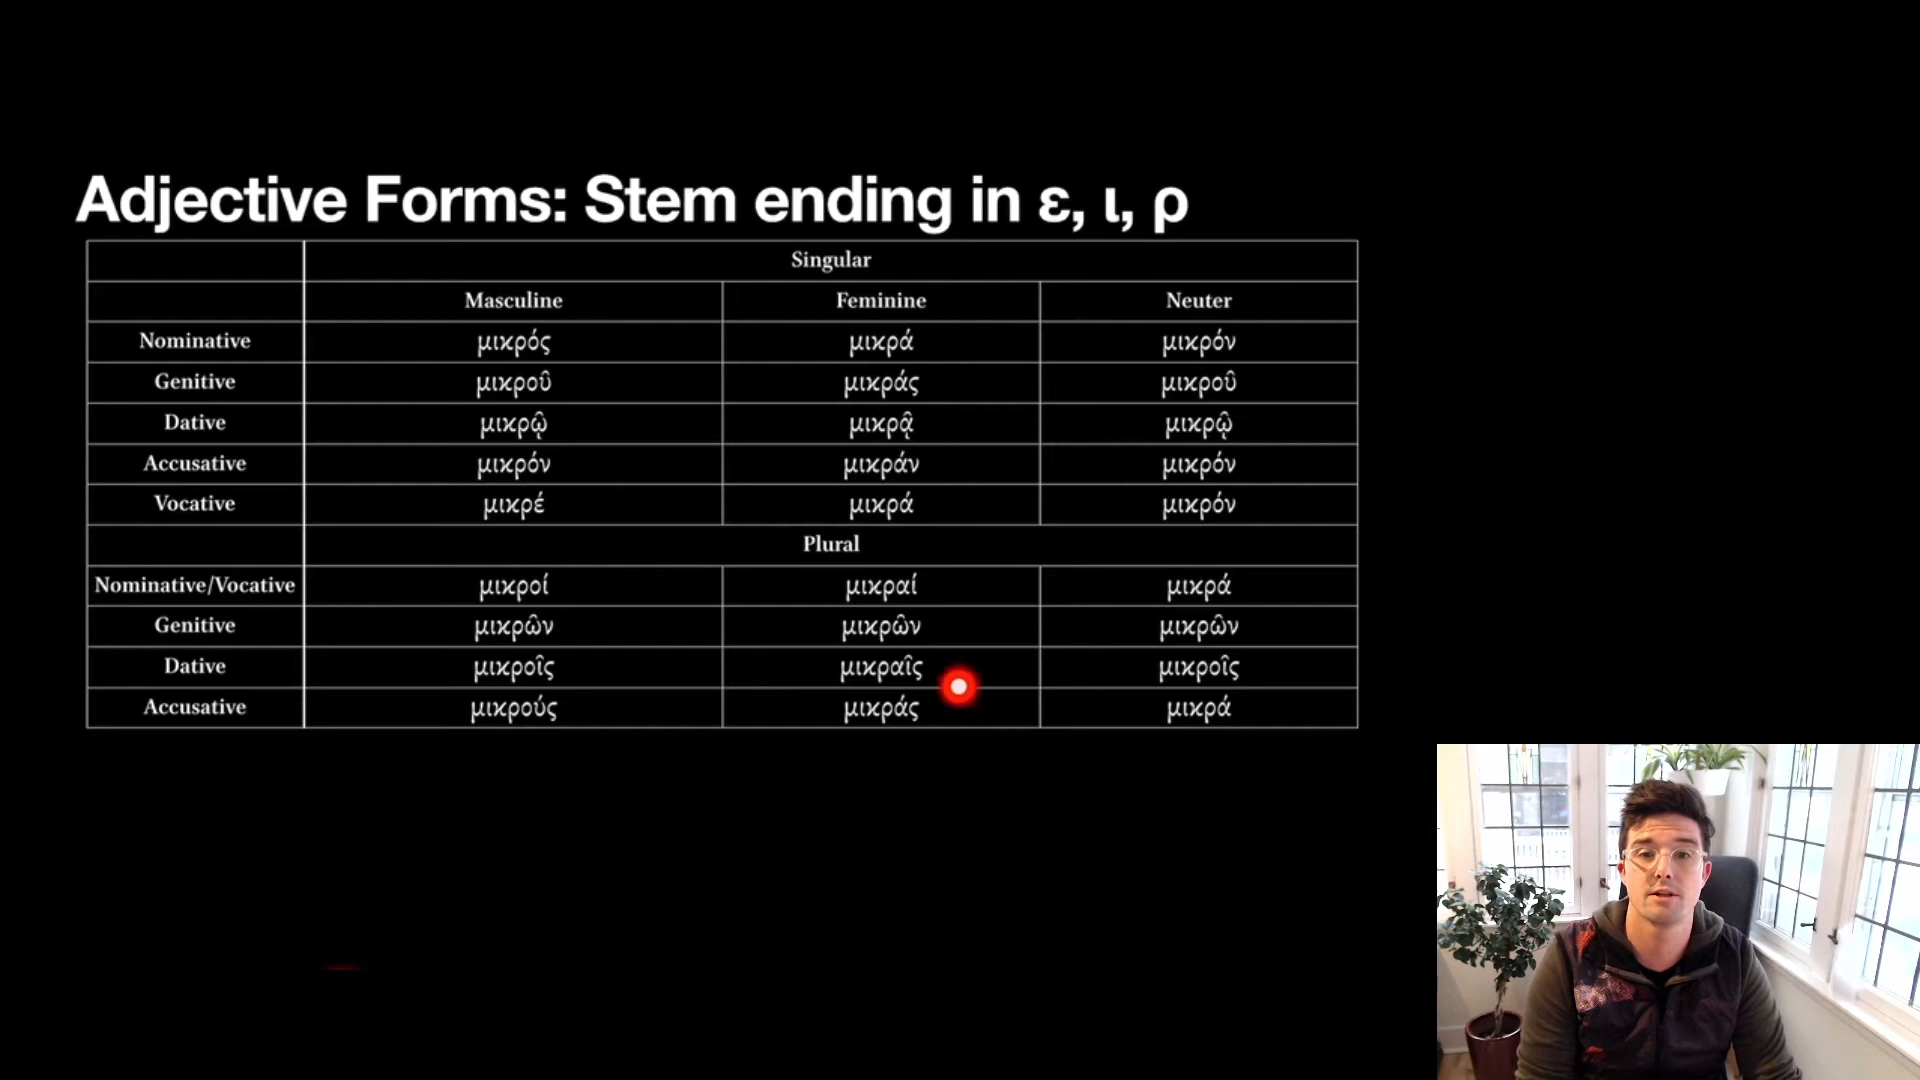 Adjective Forms: Stem ending in ε, ι, ρ
Singular
Masculine Feminine Neuter
Nominative μικρός μικρά μικρόν
Genitive μικροῦ μικράς μικροῦ
Dative μικρῷ μικρᾷ μικρῷ
Accusative μικρόν μικράν μικρόν
Vocative μικρέ μικρά μικρόν
Plural
Nominative/Vocative μικροί μικραί μικρά
Genitive μικρῶν μικρῶν μικρῶν
Dative μικροῖς μικραῖς μικροῖς
Accusative μικρούς μικράς μικρά